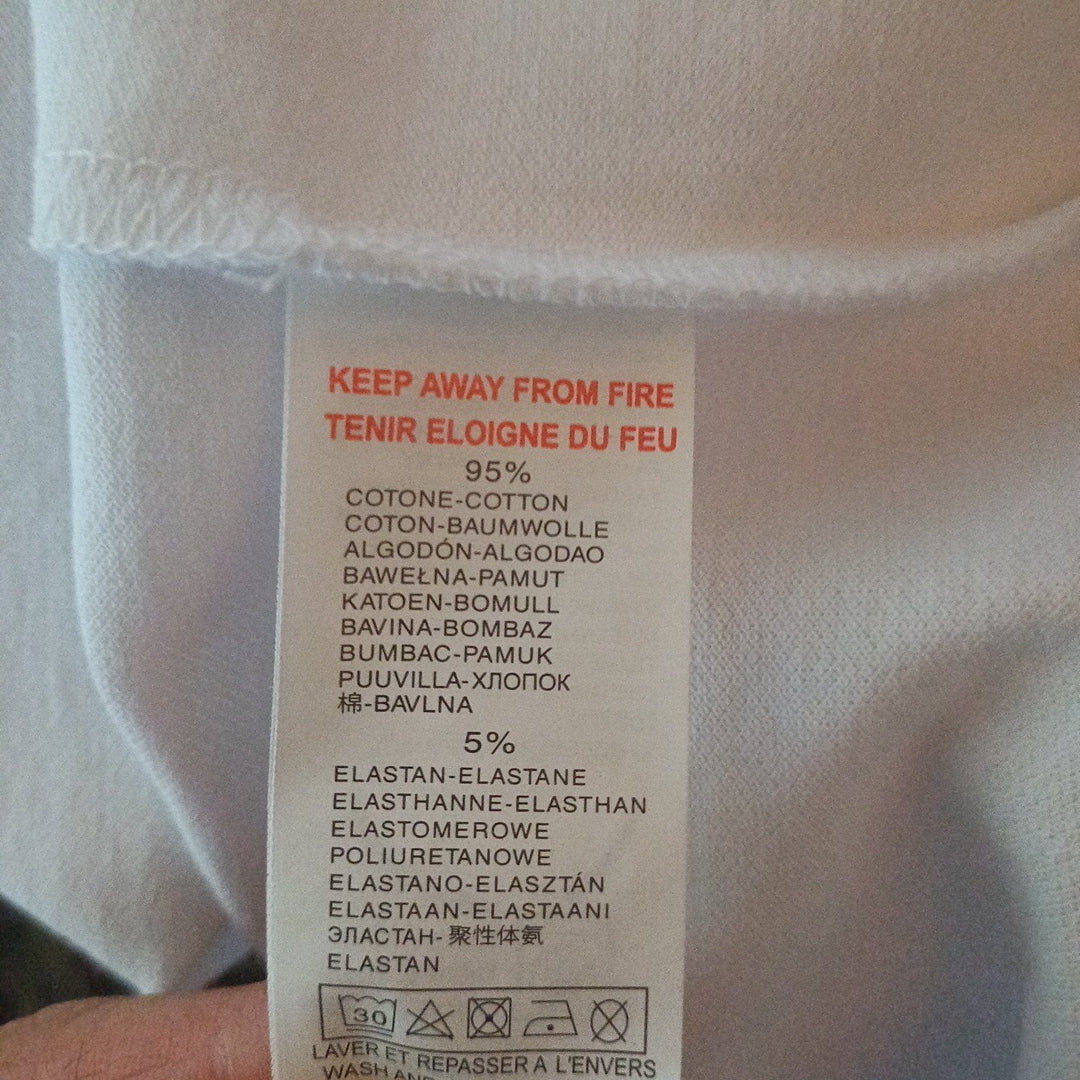 KEEP AWAY FROM FIRE
TENIR ELOIGNE DU FEU
95%
COTONE-COTTON
COTON-BAUMWOLLE
ALGODÓN-ALGODAO
BAWEŁNA-PAMUT
KATOEN-BOMULL
BAVINA-BOMBAZ
BUMBAC-PAMUK
PUUVILLA-ХЛОПОК
棉-BAVLNA
5%
ELASTAN-ELASTANE
ELASTHANNE-ELASTHAN
ELASTOMEROWE
POLIURETANOWE
ELASTANO-ELASZTÁN
ELASTAAN-ELASTAANI
ЭЛАСТАН-聚性体氨
ELASTAN
30
LAVER ET REPASSER A L'ENVERS
WASH AND